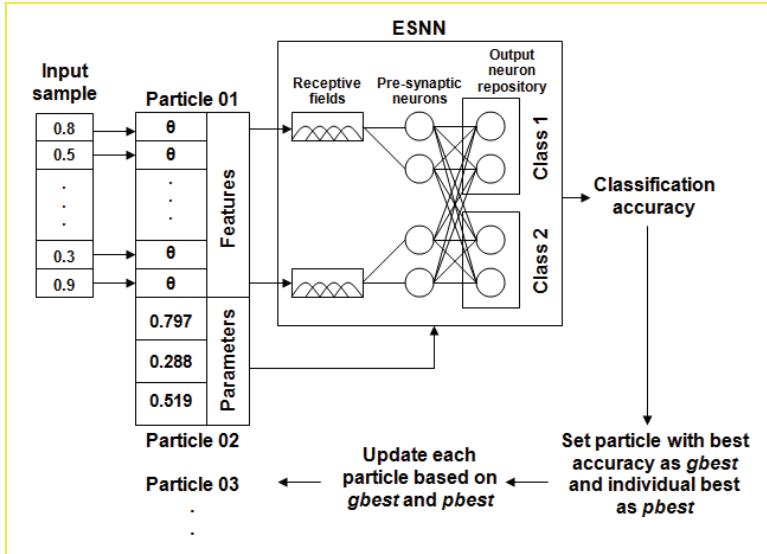 ESNN
Input
sample
Particle 01
Receptive
fields
Pre-synaptic
neurons
Output
neuron
repository
0.8
0.5
.
.
.
0.3
0.9
θ
θ
.
.
.
θ
θ
Features
0.797
0.288
0.519
Parameters
Class 1
Class 2
Classification
accuracy
Particle 02
Particle 03
.
.
Update each
particle based on
gbest and pbest
Set particle with best
accuracy as gbest
and individual best
as pbest